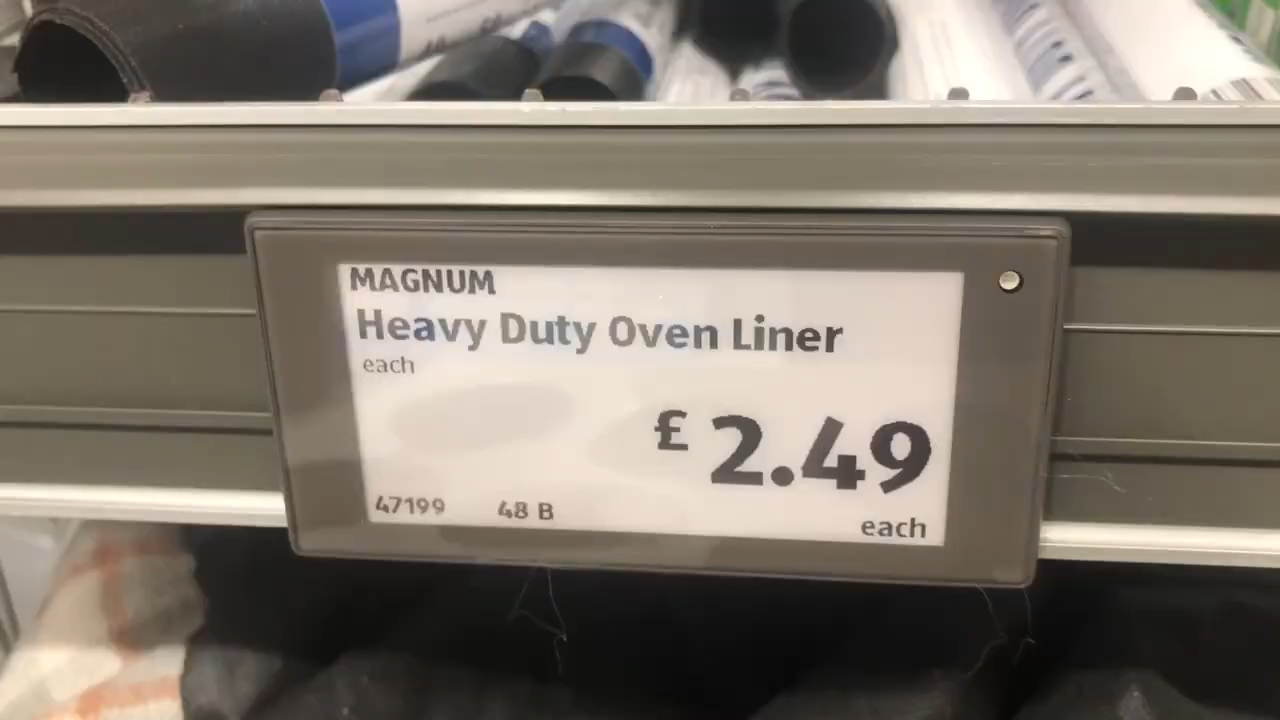 MAGNUM
Heavy Duty Oven Liner
each
£ 2.49
47199 48 B
each